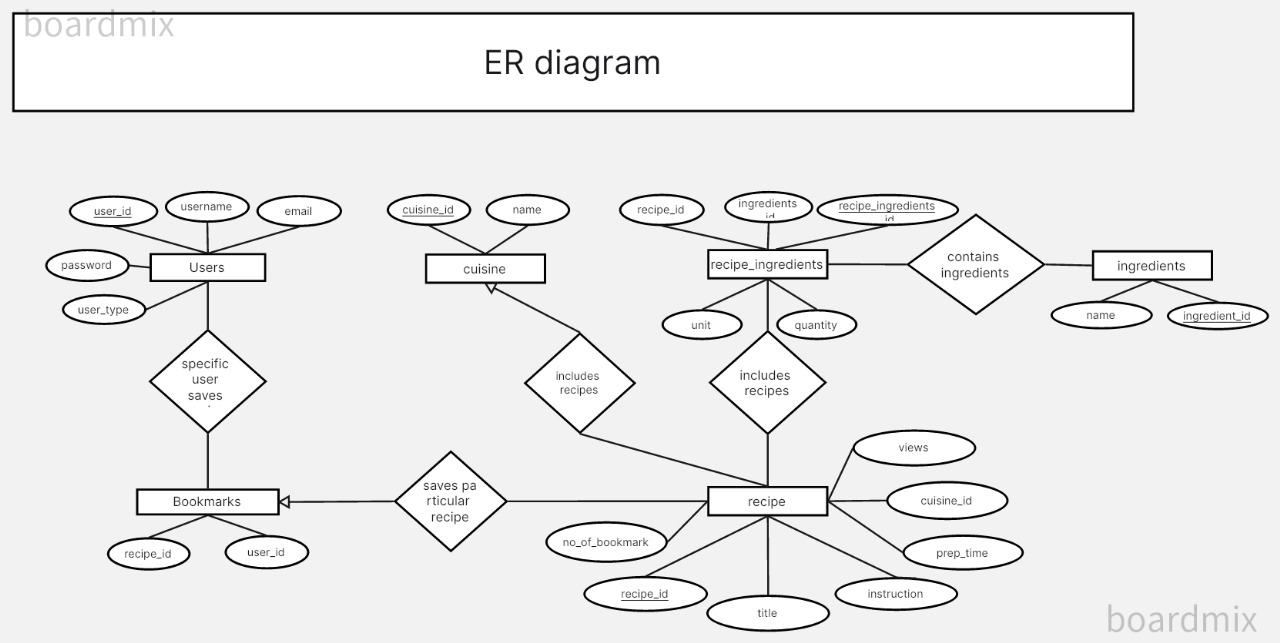 boardmix
ER diagram
user_id
username
email
password
Users
user_type
cuisine_id
name
cuisine
recipe_id
ingredients
id
recipe_ingredients
id
recipe_ingredients
contains
ingredients
ingredients
unit
quantity
name
ingredient_id
specific
user
saves
includes
recipes
includes
recipes
Bookmarks
recipe_id
user_id
saves pa
rticular
recipe
recipe
views
cuisine_id
prep_time
instruction
title
recipe_id
no_of_bookmark
boardmix